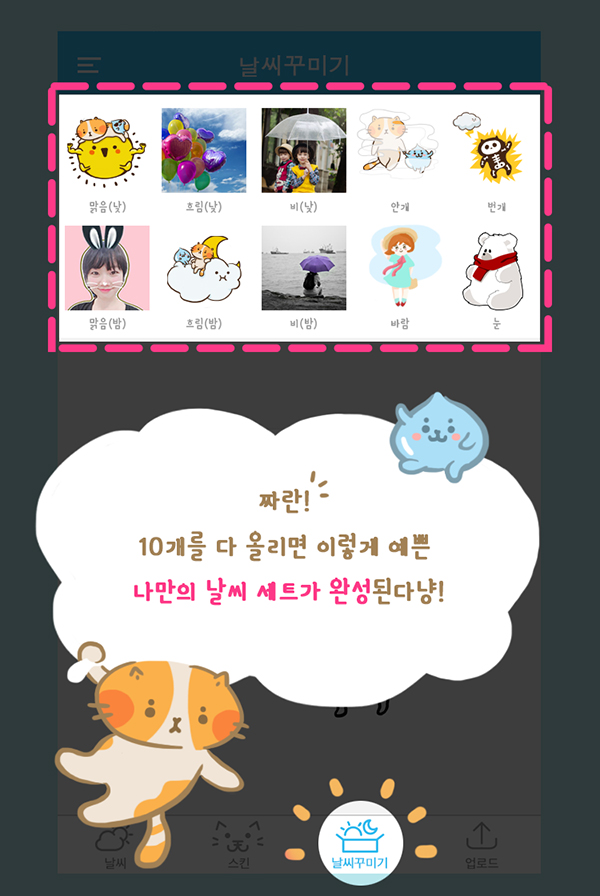 날씨꾸미기
맑음(낮) 흐림(낮) 비(낮) 안개 번개
맑음(밤) 흐림(밤) 비(밤) 바람 눈
짜란!
10개를 다 올리면 이렇게 예쁜
나만의 날씨 세트가 완성된다냥!
날씨 스킨 날씨꾸미기 업로드